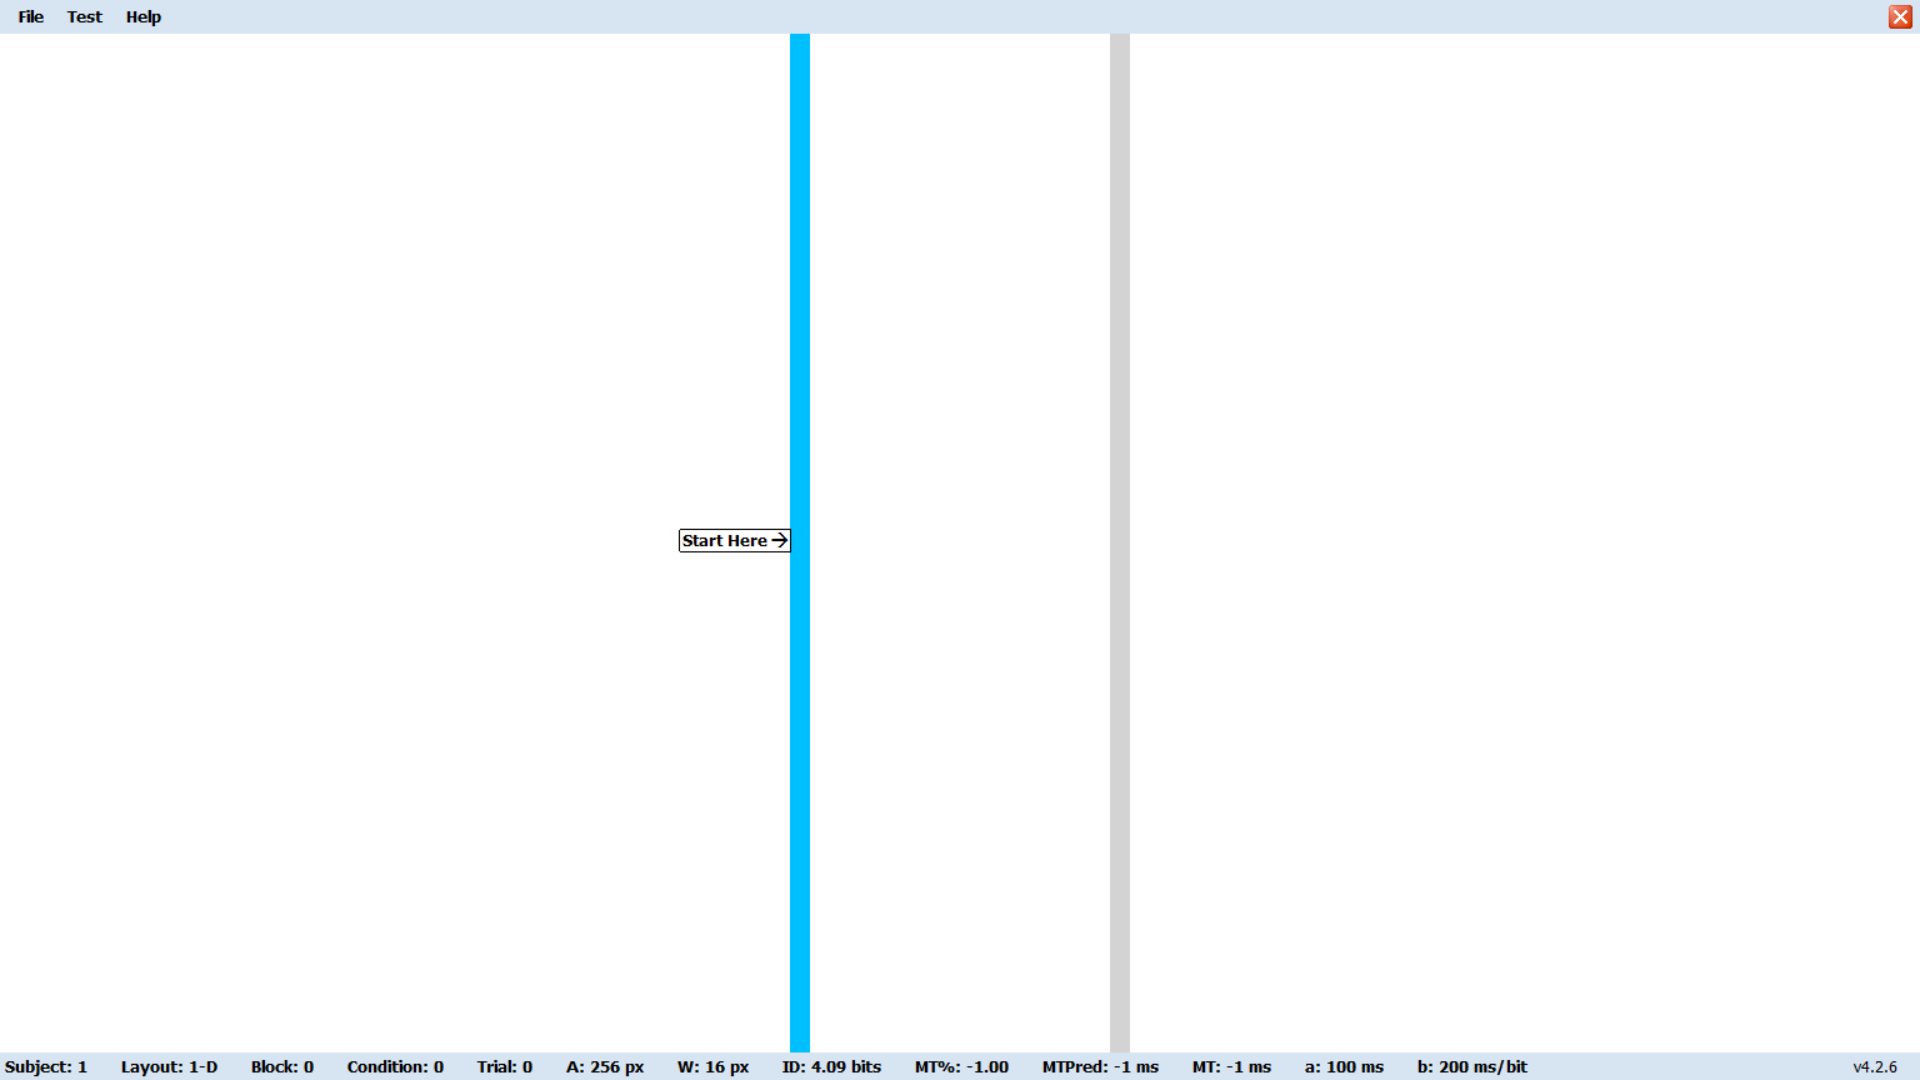 File Test Help
Start Here→
Subject: 1 Layout: 1-D Block: 0 Condition: 0 Trial: 0 A: 256 px W: 16 px ID: 4.09 bits MT%: -1.00 MTPred: -1 ms MT: -1 ms a: 100 ms b: 200 ms/bit v4.2.6